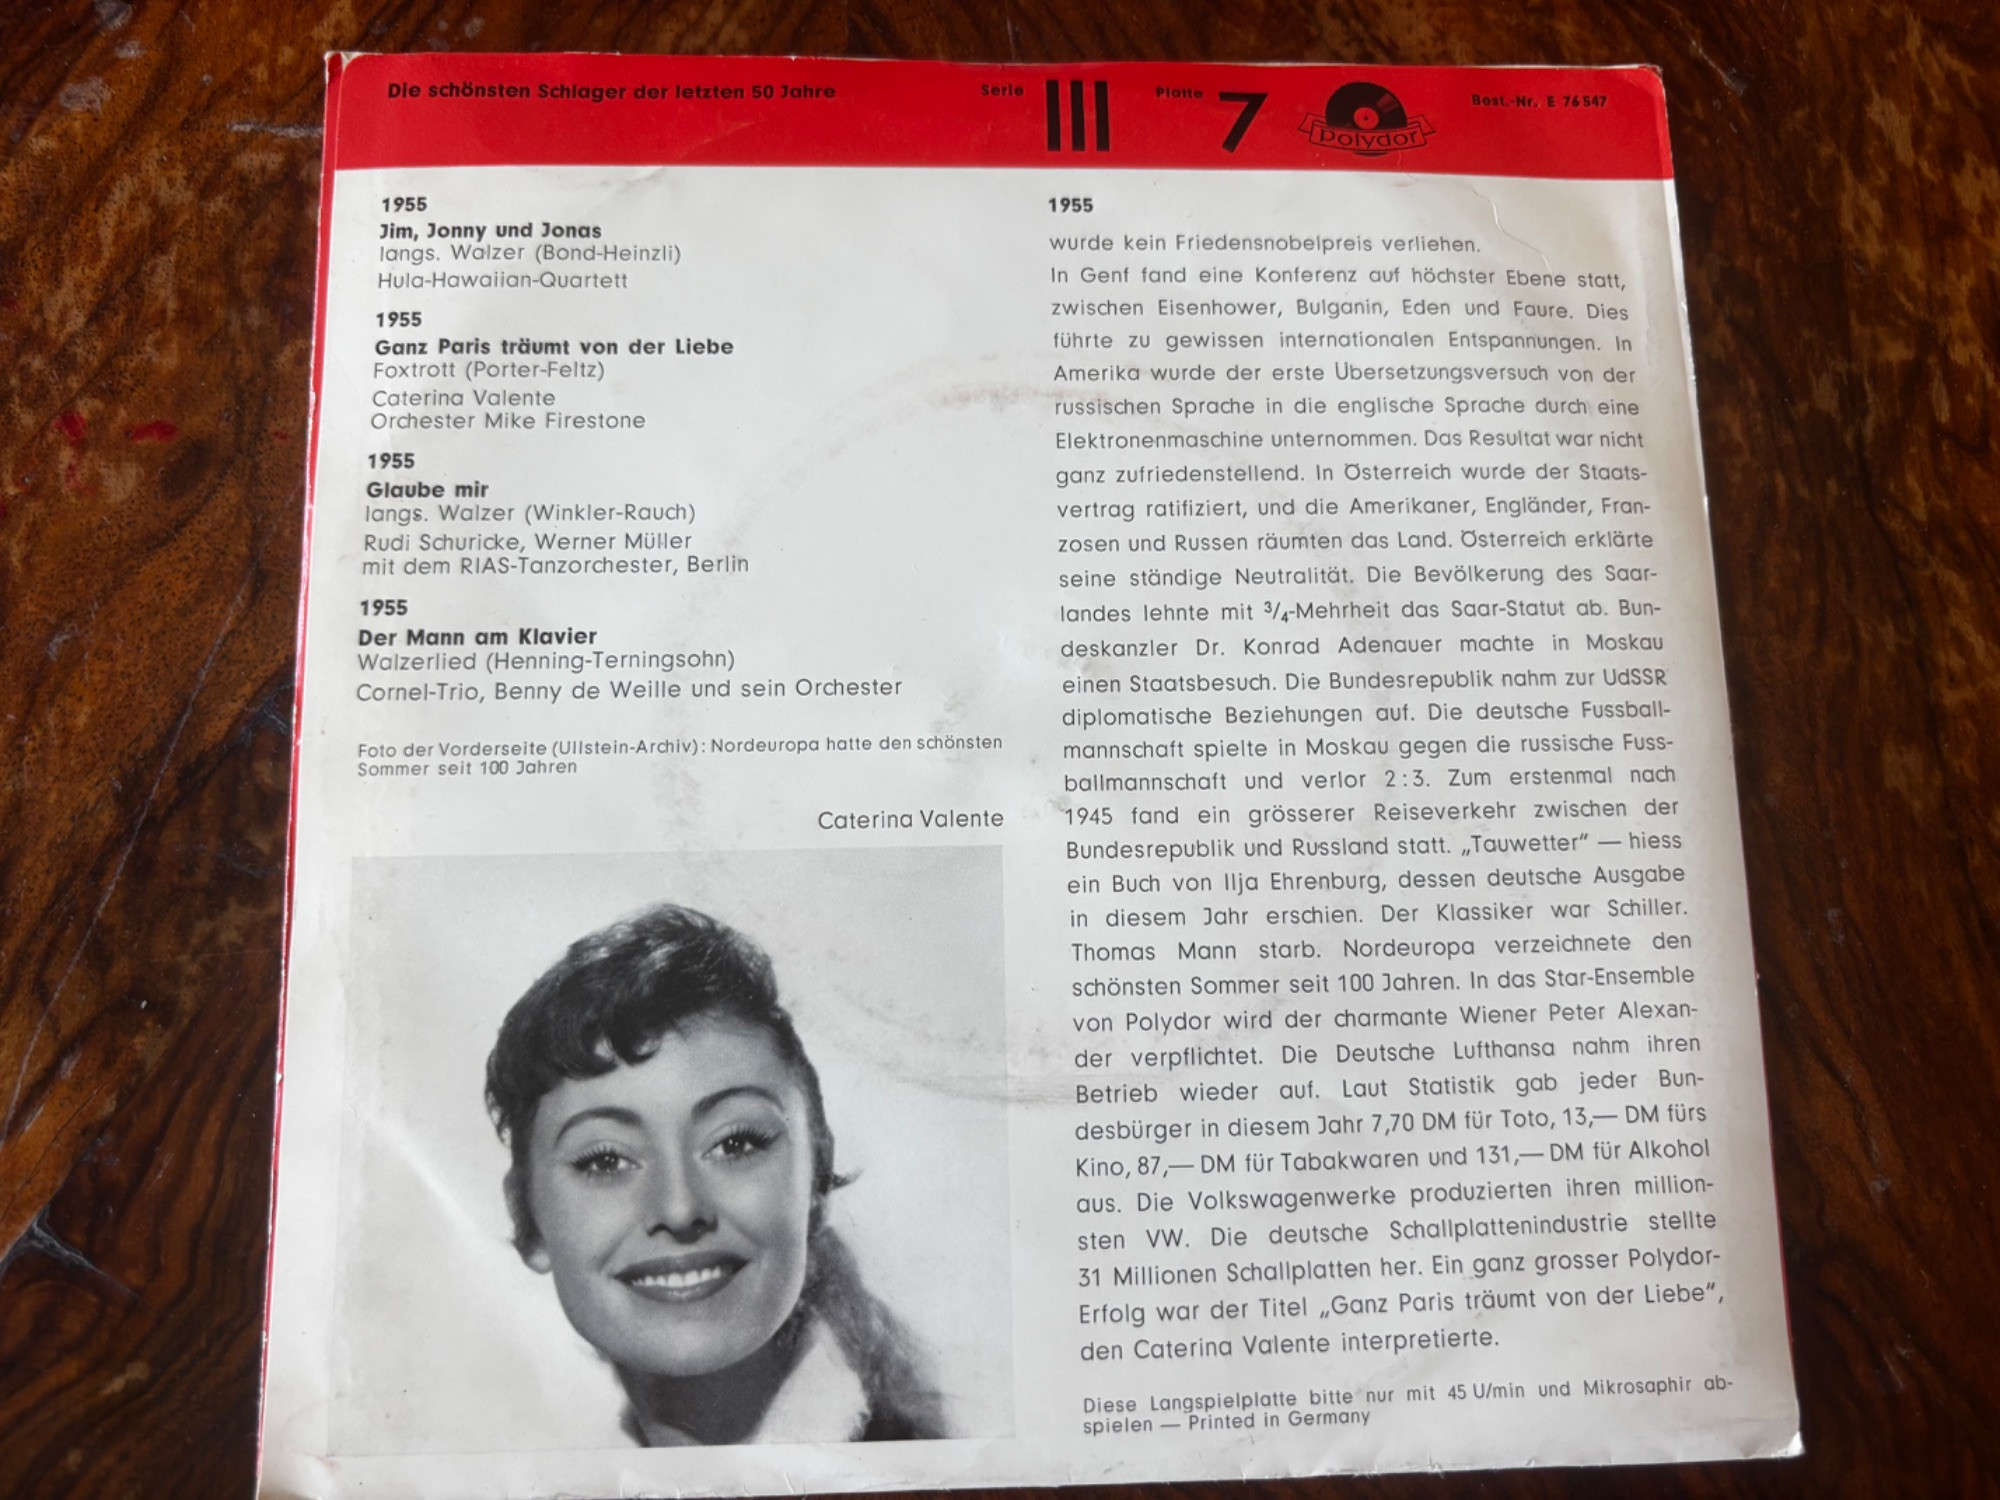 Die schönsten Schlager der letzten 50 Jahre
Serie III Platte 7
polydor
Best.-Nr. E 76 547
1955
Jim, Jonny und Jonas
langs. Walzer (Bond-Heinzli)
Hula-Hawaiian-Quartett
1955
Ganz Paris träumt von der Liebe
Foxtrott (Porter-Feltz)
Caterina Valente
Orchester Mike Firestone
1955
Glaube mir
langs. Walzer (Winkler-Rauch)
Rudi Schuricke, Werner Müller
mit dem RIAS-Tanzorchester, Berlin
1955
Der Mann am Klavier
Walzerlied (Henning-Terningsohn)
Cornel-Trio, Benny de Weille und sein Orchester
Foto der Vorderseite (Ullstein-Archiv): Nordeuropa hatte den schönsten
Sommer seit 100 Jahren
Caterina Valente
1955
wurde kein Friedensnobelpreis verliehen.
In Genf fand eine Konferenz auf höchster Ebene statt,
zwischen Eisenhower, Bulganin, Eden und Faure. Dies
führte zu gewissen internationalen Entspannungen. In
Amerika wurde der erste Übersetzungsversuch von der
russischen Sprache in die englische Sprache durch eine
Elektronenmaschine unternommen. Das Resultat war nicht
ganz zufriedenstellend. In Österreich wurde der Staats-
vertrag ratifiziert, und die Amerikaner, Engländer, Fran-
zosen und Russen räumten das Land. Österreich erklärte
seine ständige Neutralität. Die Bevölkerung des Saar-
landes lehnte mit 3/4-Mehrheit das Saar-Statut ab. Bun-
deskanzler Dr. Konrad Adenauer machte in Moskau
einen Staatsbesuch. Die Bundesrepublik nahm zur UdSSR
diplomatische Beziehungen auf. Die deutsche Fussball-
mannschaft spielte in Moskau gegen die russische Fuss-
ballmannschaft und verlor 2 : 3. Zum erstenmal nach
1945 fand ein grösserer Reiseverkehr zwischen der
Bundesrepublik und Russland statt. „Tauwetter" — hiess
ein Buch von Ilja Ehrenburg, dessen deutsche Ausgabe
in diesem Jahr erschien. Der Klassiker war Schiller.
Thomas Mann starb. Nordeuropa verzeichnete den
schönsten Sommer seit 100 Jahren. In das Star-Ensemble
von Polydor wird der charmante Wiener Peter Alexan-
der verpflichtet. Die Deutsche Lufthansa nahm ihren
Betrieb wieder auf. Laut Statistik gab jeder Bun-
desbürger in diesem Jahr 7,70 DM für Toto, 13,— DM fürs
Kino, 87,— DM für Tabakwaren und 131,— DM für Alkohol
aus. Die Volkswagenwerke produzierten ihren million-
sten VW. Die deutsche Schallplattenindustrie stellte
31 Millionen Schallplatten her. Ein ganz grosser Polydor-
Erfolg war der Titel „Ganz Paris träumt von der Liebe",
den Caterina Valente interpretierte.
Diese Langspielplatte bitte nur mit 45 U/min und Mikrosaphir ab-
spielen — Printed in Germany